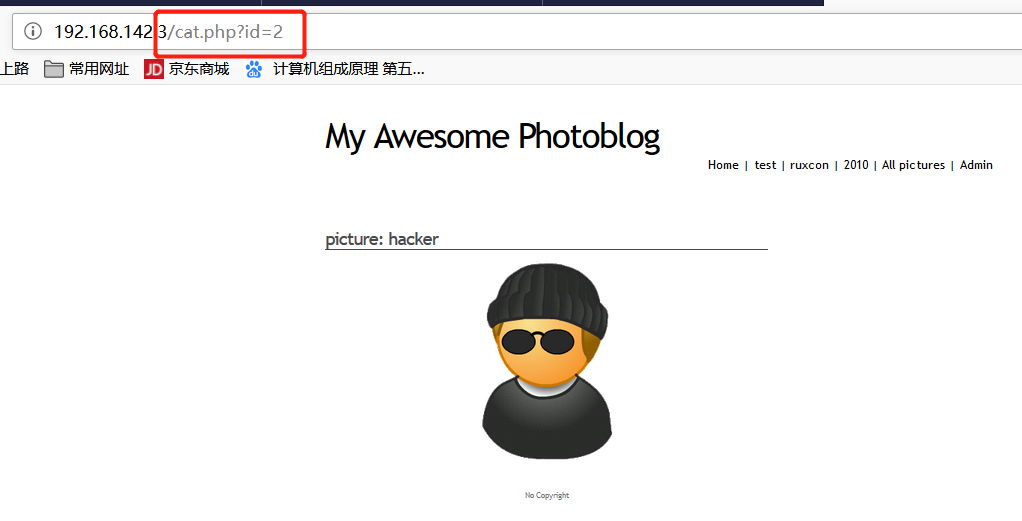 192.168.142.3/cat.php?id=2
上路 常用网址 JD 京东商城 计算机组成原理 第五...
My Awesome Photoblog
Home | test | ruxcon | 2010 | All pictures | Admin
picture: hacker
No Copyright